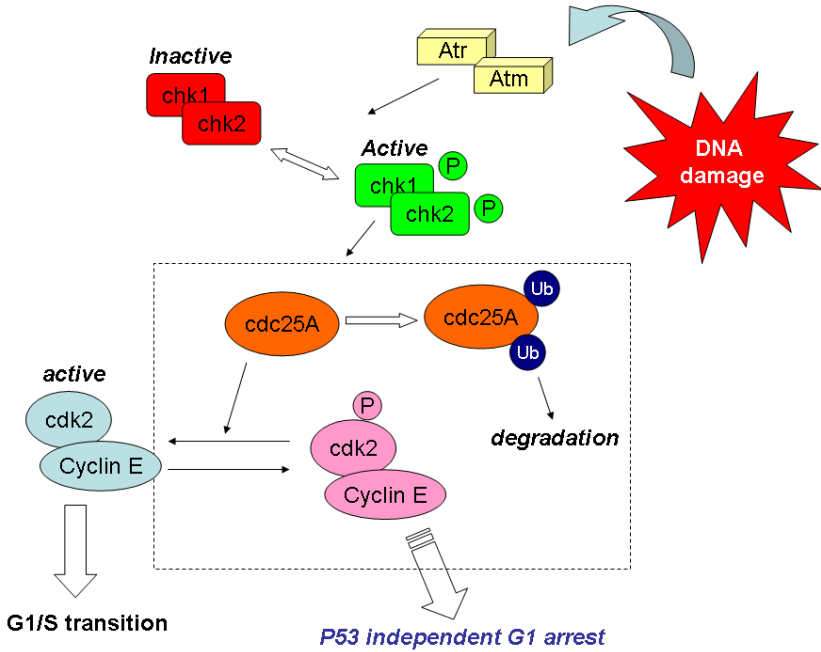 Atr
Atm
Inactive
chk1
chk2
DNA
damage
Active
P
chk1
chk2
P
cdc25A
cdc25A
Ub
Ub
active
cdk2
Cyclin E
P
cdk2
Cyclin E
degradation
G1/S transition
P53 independent G1 arrest